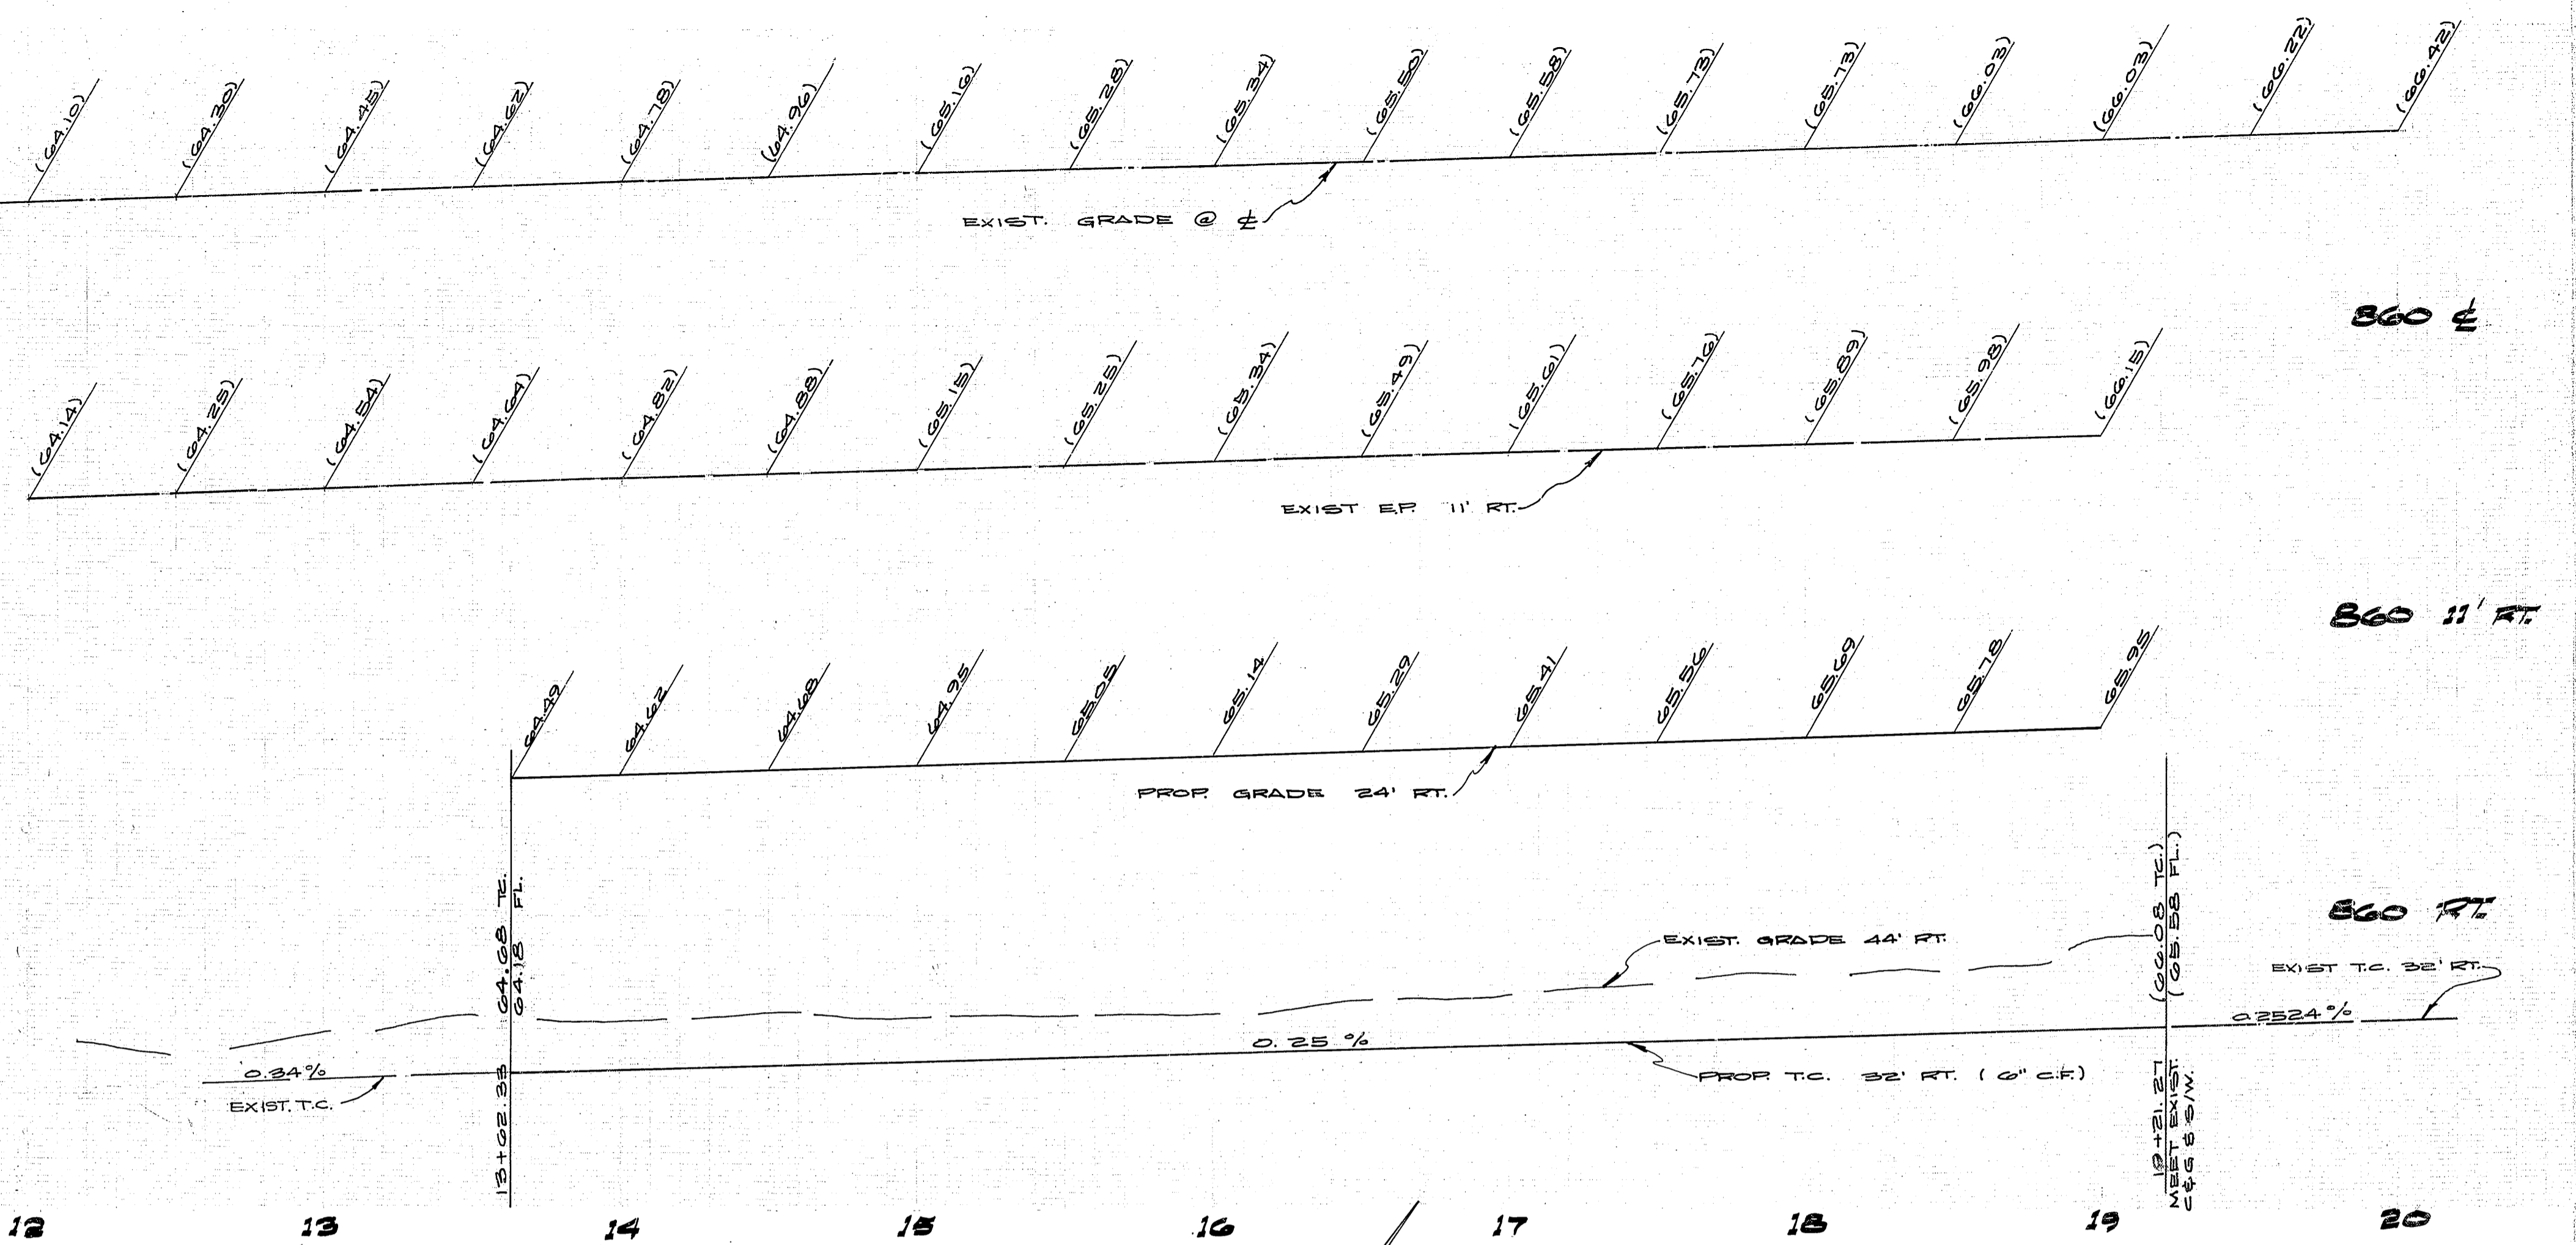 (64.10) (64.30) (64.45) (64.62) (64.78) (64.96) (65.16) (65.28) (65.34) (65.50) (65.58) (65.73) (65.73) (66.03) (66.03) (66.22) (66.42)
EXIST. GRADE @ ℄
860 ℄
(64.14) (64.25) (64.54) (64.64) (64.82) (64.88) (65.15) (65.25) (65.34) (65.49) (65.61) (65.76) (65.89) (65.98) (66.15)
EXIST E.P. 11' RT.
860 11' RT.
64.49 64.62 64.68 64.95 65.05 65.14 65.29 65.41 65.56 65.69 65.78 65.95
PROP. GRADE 24' RT.
64.68 T.C.
64.18 FL.
(66.08 TC.)
(65.58 FL.)
860 RT.
EXIST. GRADE 44' RT.
EXIST T.C. 32' RT.
0.2524%
0.25 %
0.34%
EXIST. T.C.
PROP. T.C. 32' RT. ( 6" C.F.)
13+62.33
19+21.27
MEET EXIST.
C&G & S/W.
12 13 14 15 16 17 18 19 20